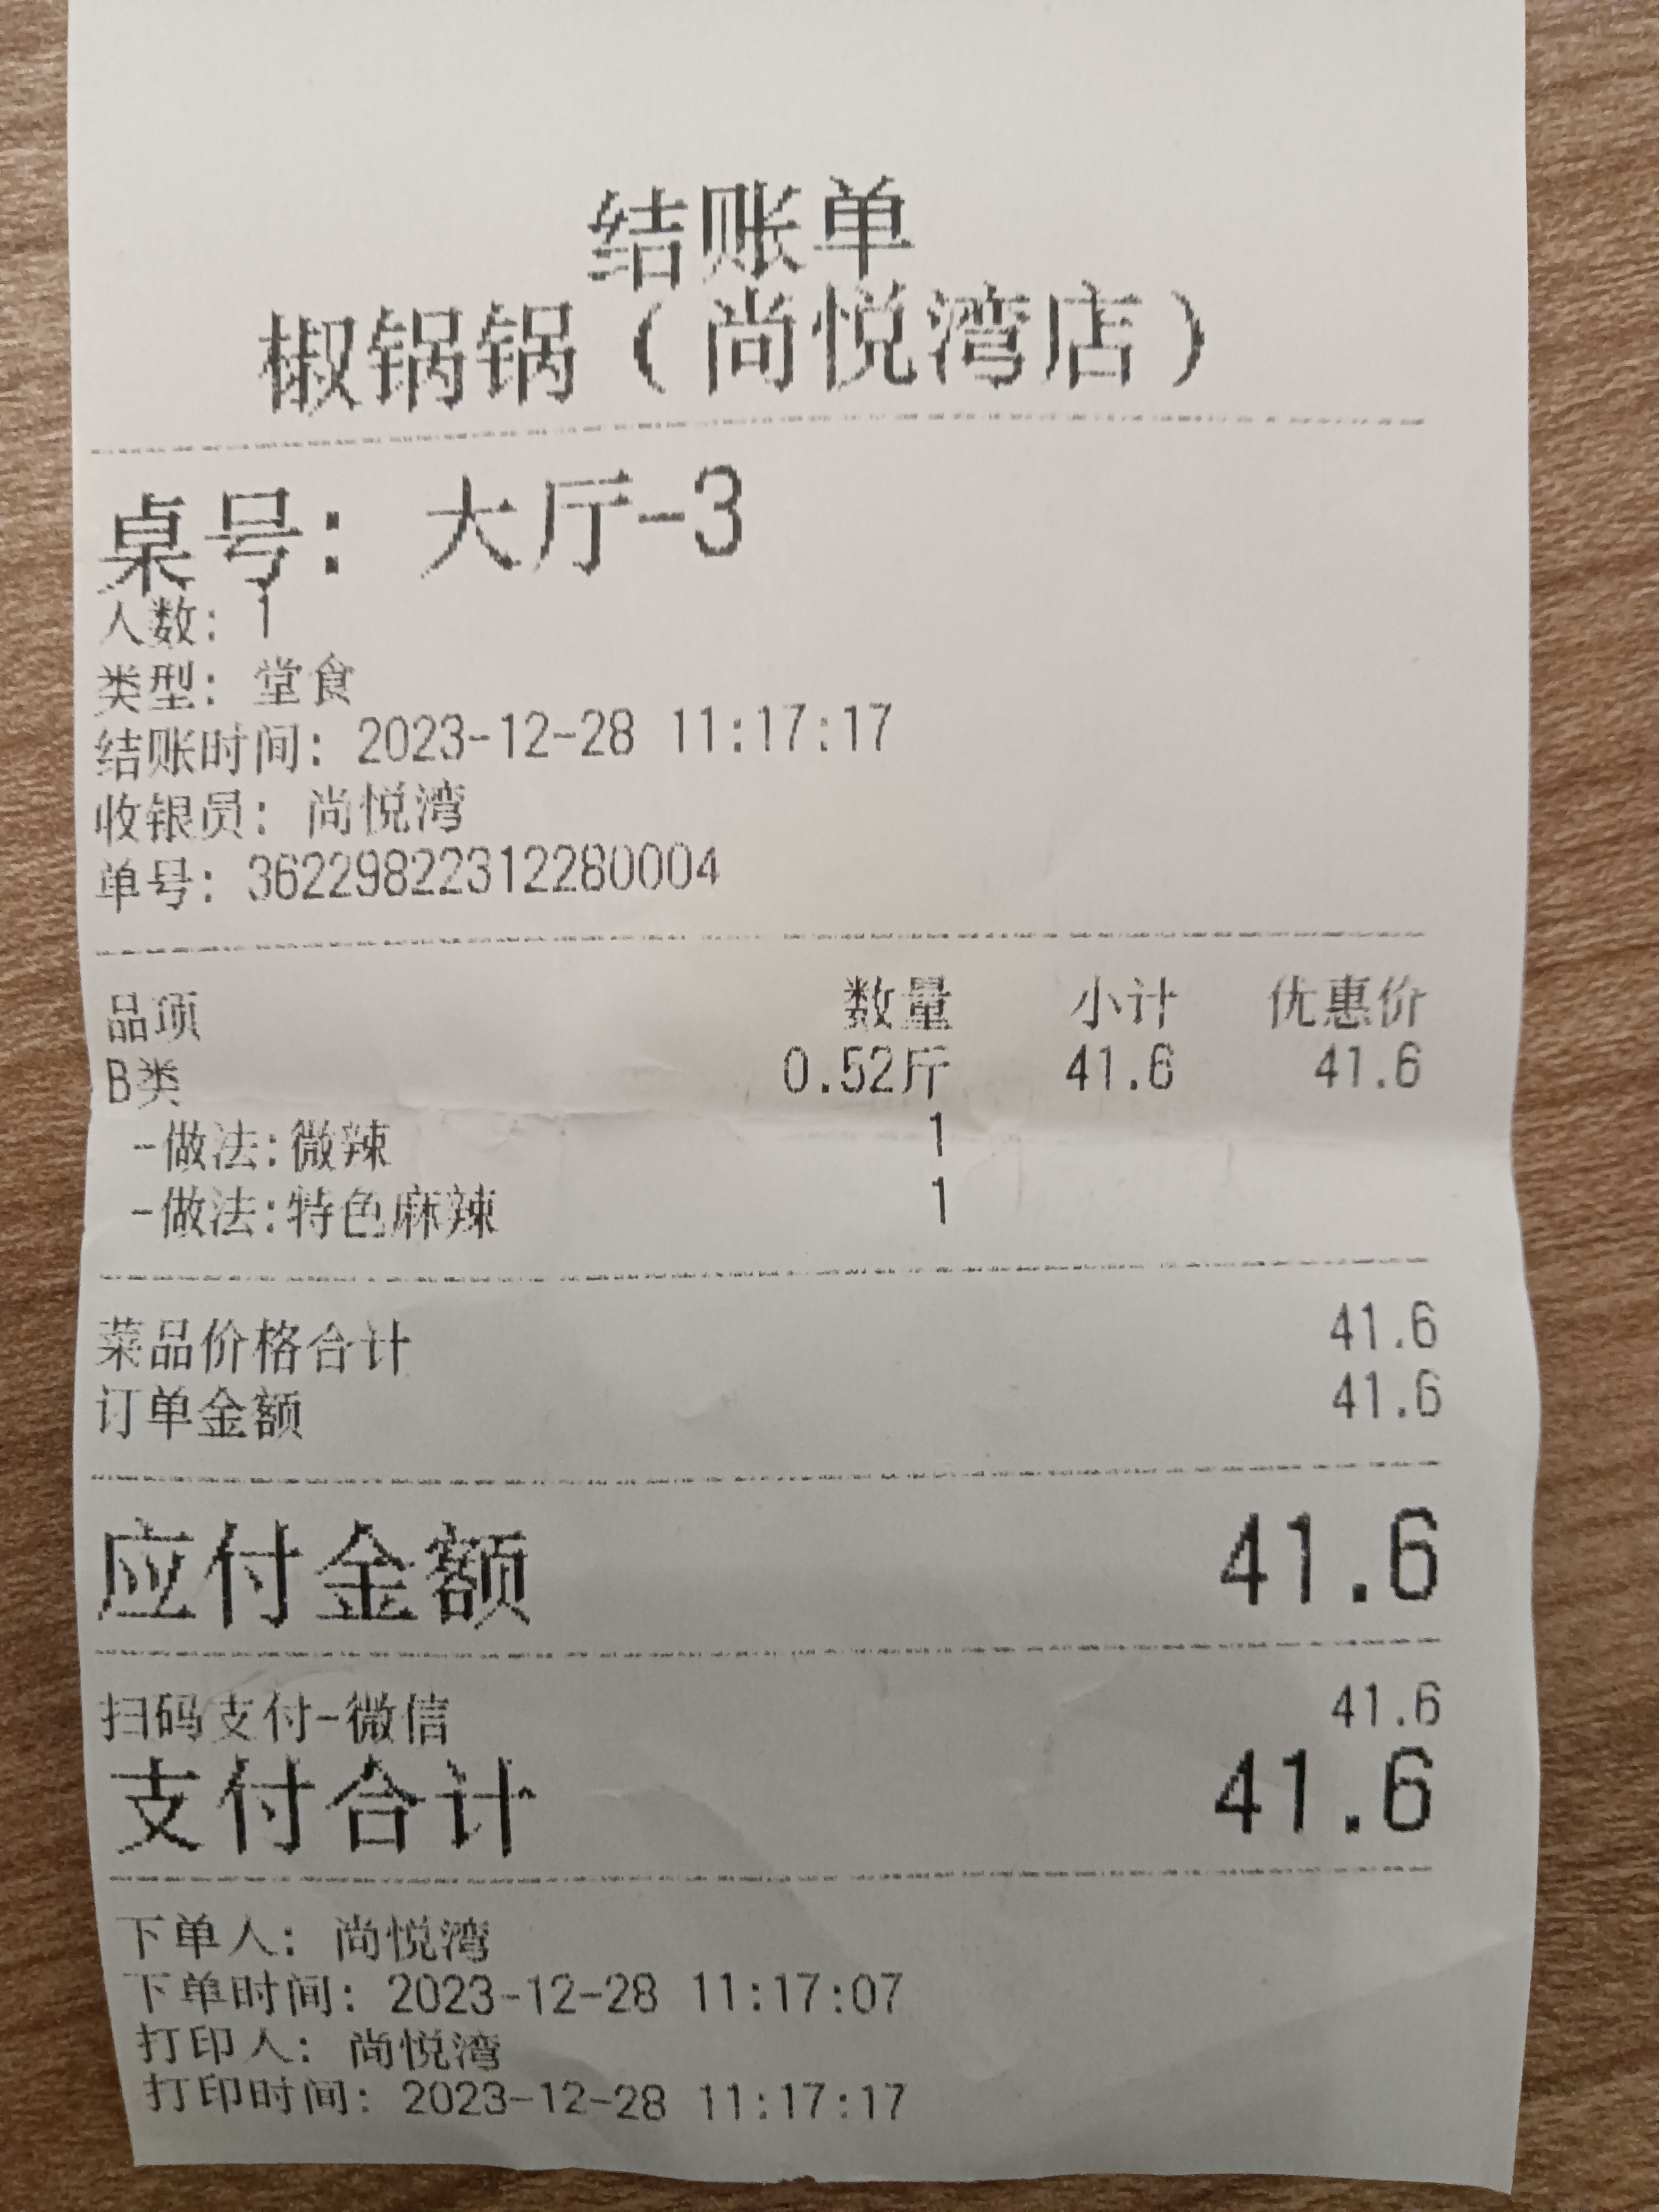 结账单
椒锅锅（尚悦湾店）
桌号: 大厅-3
人数: 1
类型: 堂食
结账时间: 2023-12-28 11:17:17
收银员: 尚悦湾
单号: 36229822312280004
品项 数量 小计 优惠价
B类 0.52斤 41.6 41.6
-做法:微辣 1
-做法:特色麻辣 1
菜品价格合计 41.6
订单金额 41.6
应付金额 41.6
扫码支付-微信 41.6
支付合计 41.6
下单人: 尚悦湾
下单时间: 2023-12-28 11:17:07
打印人: 尚悦湾
打印时间: 2023-12-28 11:17:17